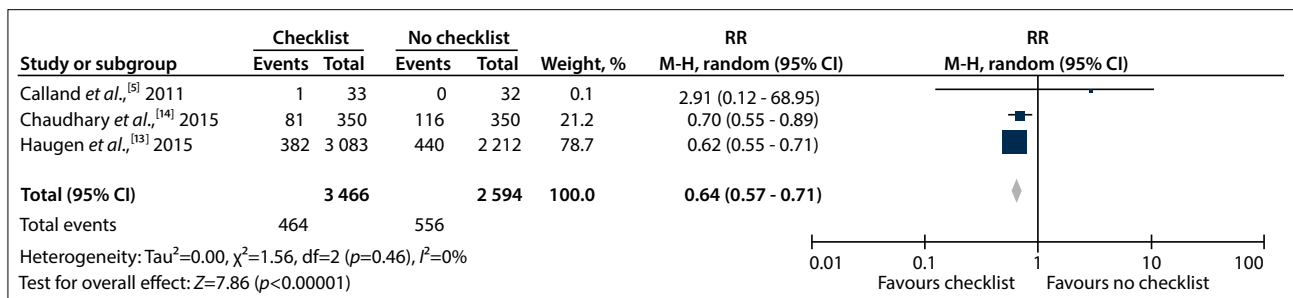 Checklist No checklist RR RR
Study or subgroup Events Total Events Total Weight, % M-H, random (95% CI) M-H, random (95% CI)
Calland et al.,[5] 2011 1 33 0 32 0.1 2.91 (0.12 - 68.95)
Chaudhary et al.,[14] 2015 81 350 116 350 21.2 0.70 (0.55 - 0.89)
Haugen et al.,[13] 2015 382 3 083 440 2 212 78.7 0.62 (0.55 - 0.71)
Total (95% CI) 3 466 2 594 100.0 0.64 (0.57 - 0.71)
Total events 464 556
Heterogeneity: Tau²=0.00, χ²=1.56, df=2 (p=0.46), I²=0%
Test for overall effect: Z=7.86 (p<0.00001)
0.01 0.1 1 10 100
Favours checklist Favours no checklist